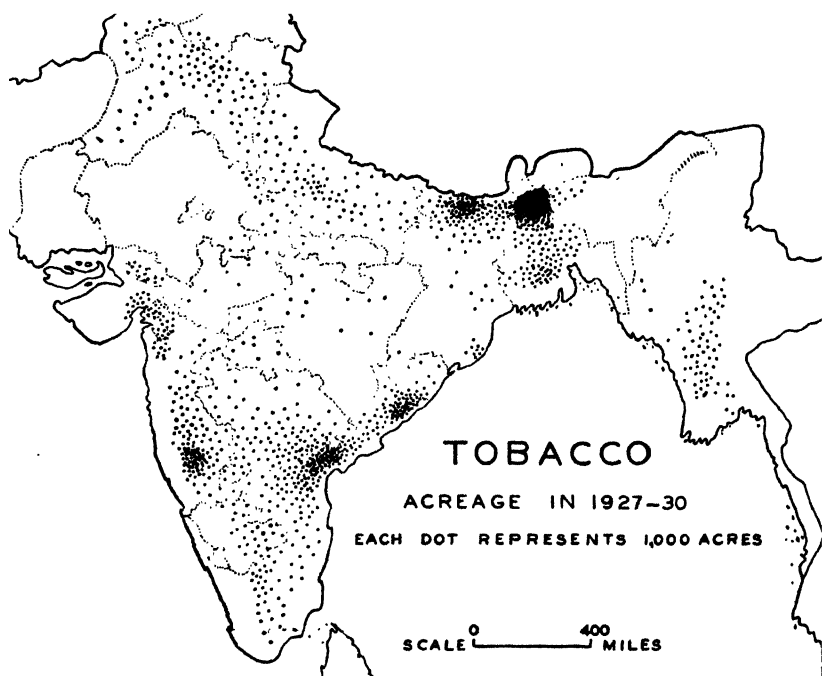 TOBACCO
ACREAGE IN 1927-30
EACH DOT REPRESENTS 1,000 ACRES
0 400
SCALE MILES